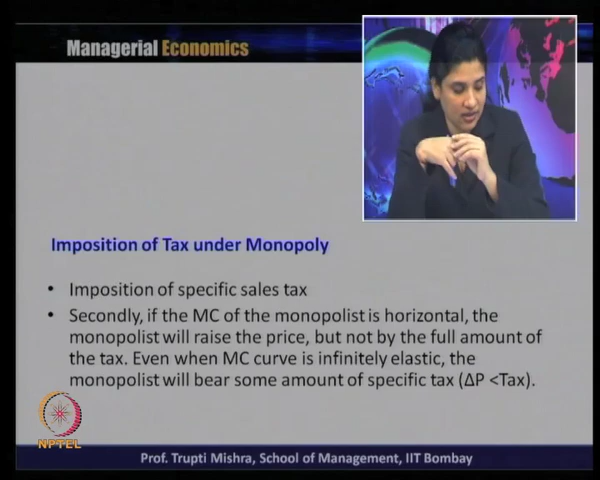 Managerial Economics
Imposition of Tax under Monopoly
• Imposition of specific sales tax
• Secondly, if the MC of the monopolist is horizontal, the
monopolist will raise the price, but not by the full amount of
the tax. Even when MC curve is infinitely elastic, the
monopolist will bear some amount of specific tax (ΔP <Tax).
NPTEL
Prof. Trupti Mishra, School of Management, IIT Bombay